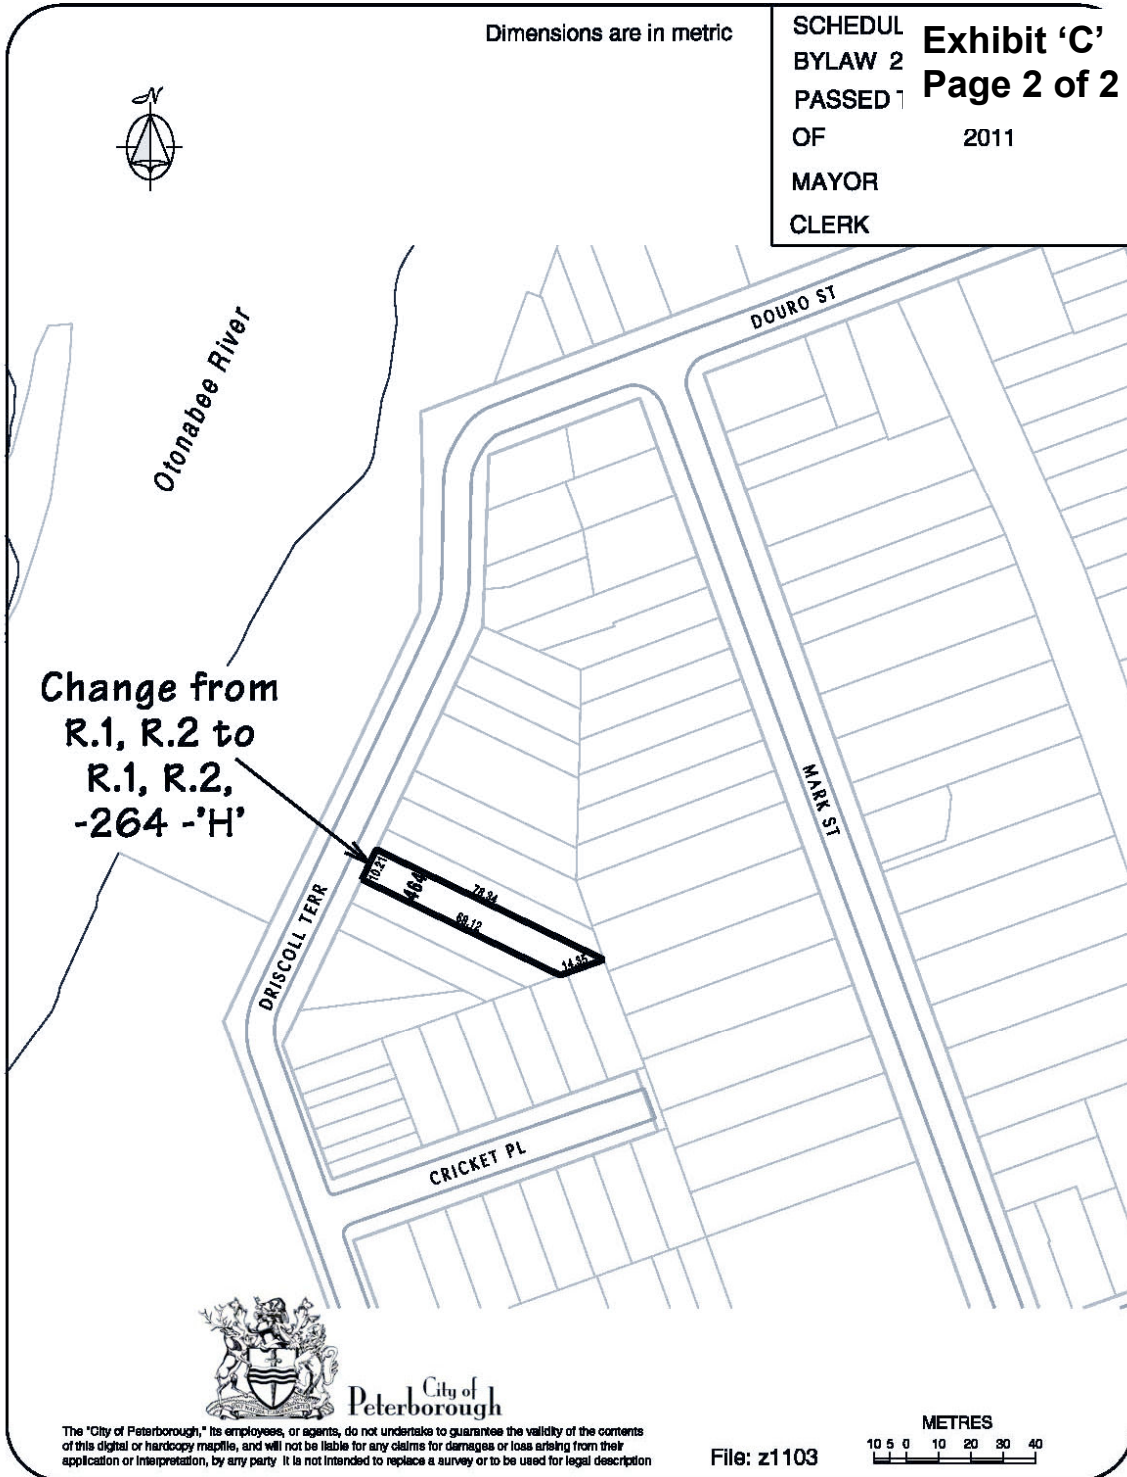 Dimensions are in metric
SCHEDUL
BYLAW 2
PASSED T
OF 2011
MAYOR
CLERK
Exhibit ‘C’
Page 2 of 2
N
Otonabee River
DOURO ST
Change from
R.1, R.2 to
R.1, R.2,
-264 -'H'
MARK ST
10.21
464
78.34
69.12
14.35
DRISCOLL TERR
CRICKET PL
City of
Peterborough
The "City of Peterborough," its employees, or agents, do not undertake to guarantee the validity of the contents
of this digital or hardcopy mapfile, and will not be liable for any claims for damages or loss arising from their
application or interpretation, by any party It is not intended to replace a survey or to be used for legal description
File: z1103
METRES
10 5 0 10 20 30 40